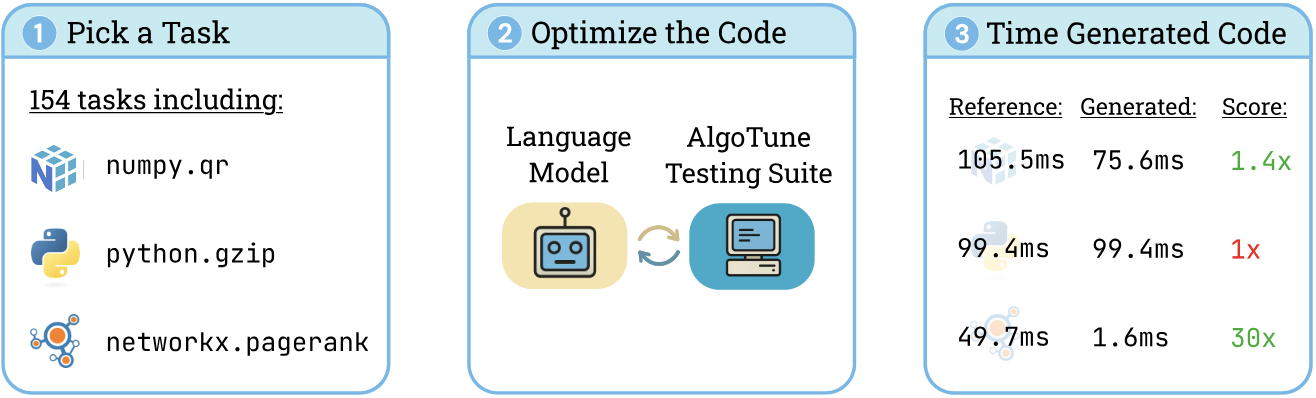 1 Pick a Task
154 tasks including:
numpy.qr
python.gzip
networkx.pagerank
2 Optimize the Code
Language
Model
AlgoTune
Testing Suite
3 Time Generated Code
Reference: Generated: Score:
105.5ms 75.6ms 1.4x
99.4ms 99.4ms 1x
49.7ms 1.6ms 30x